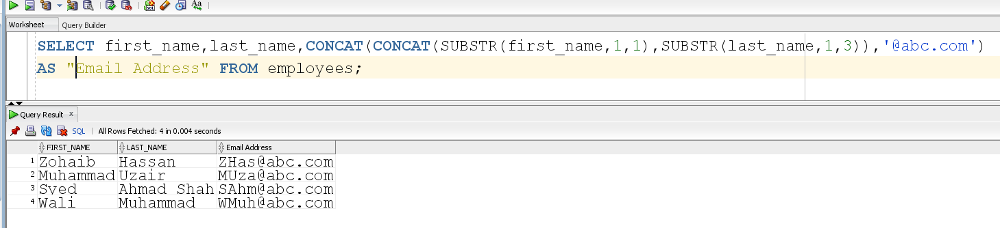 Worksheet Query Builder
SELECT first_name,last_name,CONCAT(CONCAT(SUBSTR(first_name,1,1),SUBSTR(last_name,1,3)),'@abc.com')
AS "Email Address" FROM employees;
Query Result x
SQL | All Rows Fetched: 4 in 0.004 seconds
FIRST_NAME LAST_NAME Email Address
1 Zohaib Hassan ZHas@abc.com
2 Muhammad Uzair MUza@abc.com
3 Syed Ahmad Shah SAhm@abc.com
4 Wali Muhammad WMuh@abc.com